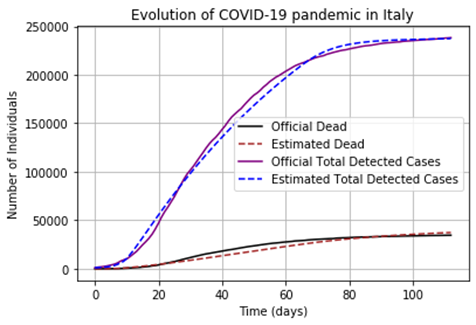 Evolution of COVID-19 pandemic in Italy
Number of Individuals
250000
200000
150000
100000
50000
0
Official Dead
Estimated Dead
Official Total Detected Cases
Estimated Total Detected Cases
0 20 40 60 80 100
Time (days)